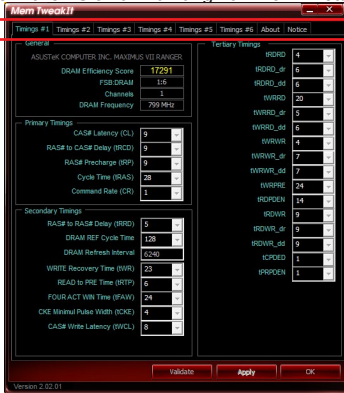 Mem TweakIt
Timings #1 Timings #2 Timings #3 Timings #4 Timings #5 Timings #6 About Notice
General
ASUSTeK COMPUTER INC. MAXIMUS VII RANGER
DRAM Efficiency Score 17291
FSB:DRAM 1:6
Channels 1
DRAM Frequency 799 MHz
Primary Timings
CAS# Latency (CL) 9
RAS# to CAS# Delay (tRCD) 9
RAS# Precharge (tRP) 9
Cycle Time (tRAS) 28
Command Rate (CR) 1
Secondary Timings
RAS# to RAS# Delay (tRRD) 5
DRAM REF Cycle Time 128
DRAM Refresh Interval 6240
WRITE Recovery Time (tWR) 23
READ to PRE Time (tRTP) 6
FOUR ACT WIN Time (tFAW) 24
CKE Minimul Pulse Width (tCKE) 4
CAS# Write Latency (tWCL) 8
Tertiary Timings
tRDRD 4
tRDRD_dr 6
tRDRD_dd 6
tWRRD 20
tWRRD_dr 5
tWRRD_dd 6
tWRWR 4
tWRWR_dr 7
tWRWR_dd 7
tWRPRE 24
tRDPDEN 14
tRDWR 9
tRDWR_dr 9
tRDWR_dd 9
tCPDED 1
tPRPDEN 1
Validate Apply OK
Version 2.02.01